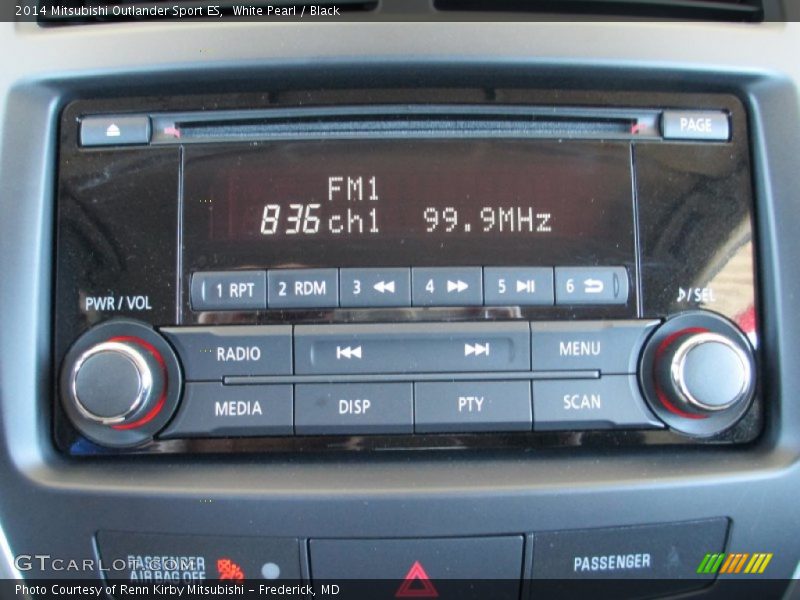 2014 Mitsubishi Outlander Sport ES, White Pearl / Black
PAGE
FM1
836 ch1 99.9MHz
1 RPT 2 RDM 3 4 5 6
PWR / VOL
/ SEL
RADIO MENU
MEDIA DISP PTY SCAN
PASSENGER
AIR BAG OFF
PASSENGER
GTCARLOT.COM
Photo Courtesy of Renn Kirby Mitsubishi – Frederick, MD